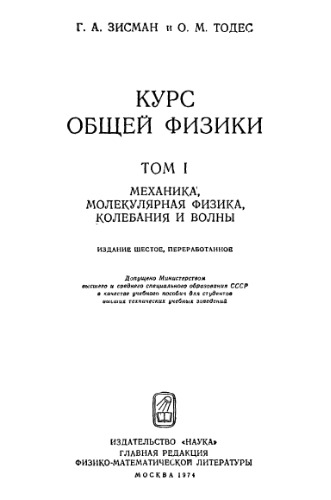 Г. А. ЗИСМАН и О. М. ТОДЕС
КУРС
ОБЩЕЙ ФИЗИКИ
ТОМ I
МЕХАНИКА,
МОЛЕКУЛЯРНАЯ ФИЗИКА,
КОЛЕБАНИЯ И ВОЛНЫ
ИЗДАНИЕ ШЕСТОЕ, ПЕРЕРАБОТАННОЕ
Допущено Министерством
высшего и среднего специального образования СССР
в качестве учебного пособия для студентов
высших технических учебных заведений
ИЗДАТЕЛЬСТВО «НАУКА»
ГЛАВНАЯ РЕДАКЦИЯ
ФИЗИКО-МАТЕМАТИЧЕСКОЙ ЛИТЕРАТУРЫ
МОСКВА 1974